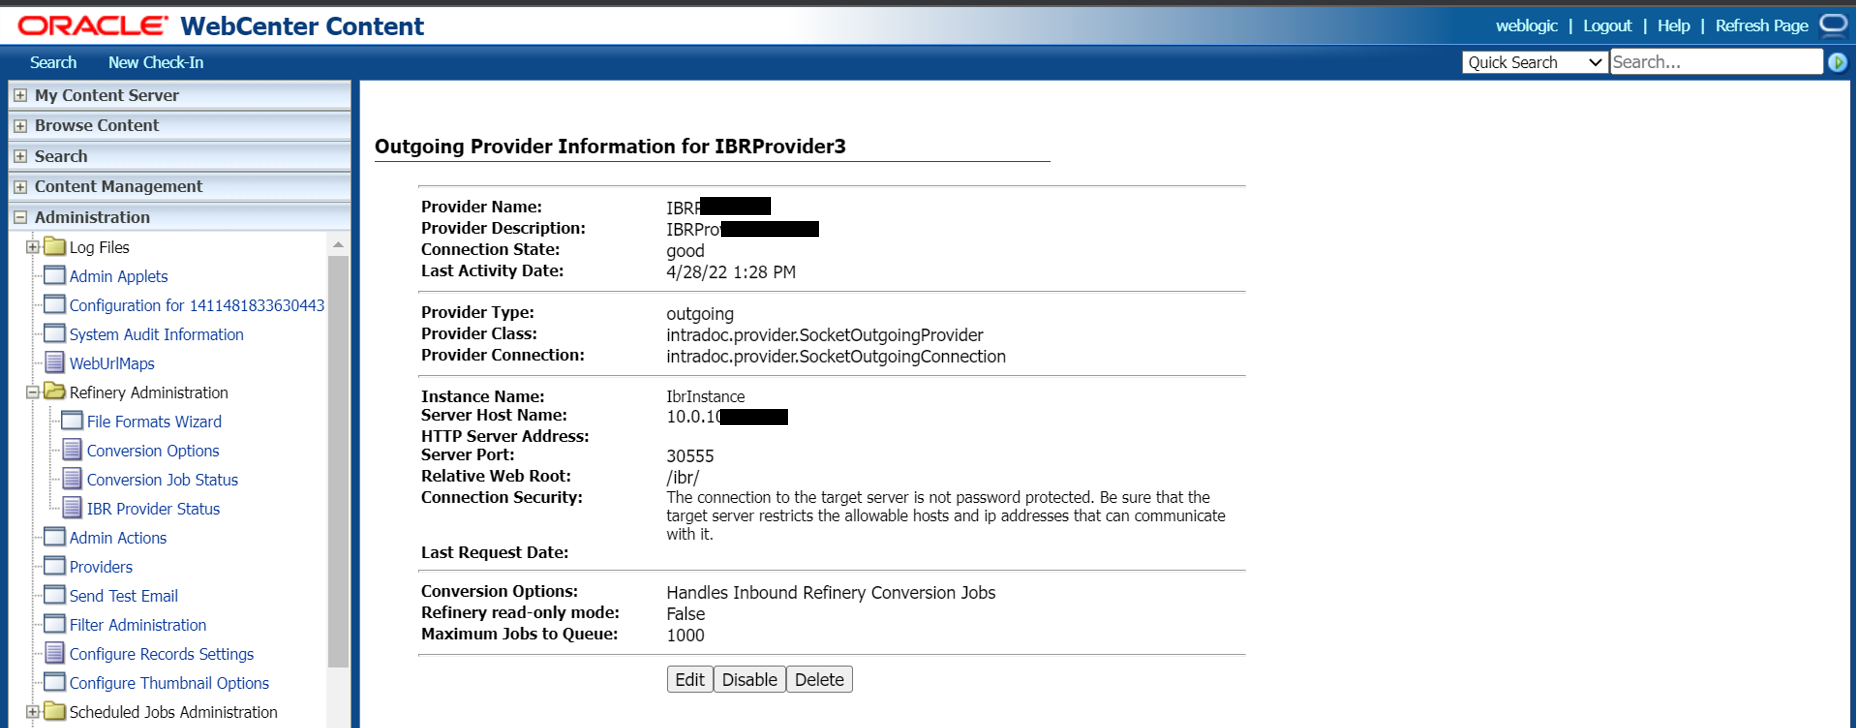 ORACLE WebCenter Content
weblogic | Logout | Help | Refresh Page
Search New Check-In
Quick Search Search...
My Content Server
Browse Content
Search
Content Management
Administration
Log Files
Admin Applets
Configuration for 1411481833630443
System Audit Information
WebUrlMaps
Refinery Administration
File Formats Wizard
Conversion Options
Conversion Job Status
IBR Provider Status
Admin Actions
Providers
Send Test Email
Filter Administration
Configure Records Settings
Configure Thumbnail Options
Scheduled Jobs Administration
Outgoing Provider Information for IBRProvider3
Provider Name: IBR
Provider Description: IBRPro
Connection State: good
Last Activity Date: 4/28/22 1:28 PM
Provider Type: outgoing
Provider Class: intradoc.provider.SocketOutgoingProvider
Provider Connection: intradoc.provider.SocketOutgoingConnection
Instance Name: IbrInstance
Server Host Name: 10.0.10
HTTP Server Address:
Server Port: 30555
Relative Web Root: /ibr/
Connection Security: The connection to the target server is not password protected. Be sure that the
target server restricts the allowable hosts and ip addresses that can communicate
with it.
Last Request Date:
Conversion Options: Handles Inbound Refinery Conversion Jobs
Refinery read-only mode: False
Maximum Jobs to Queue: 1000
Edit Disable Delete